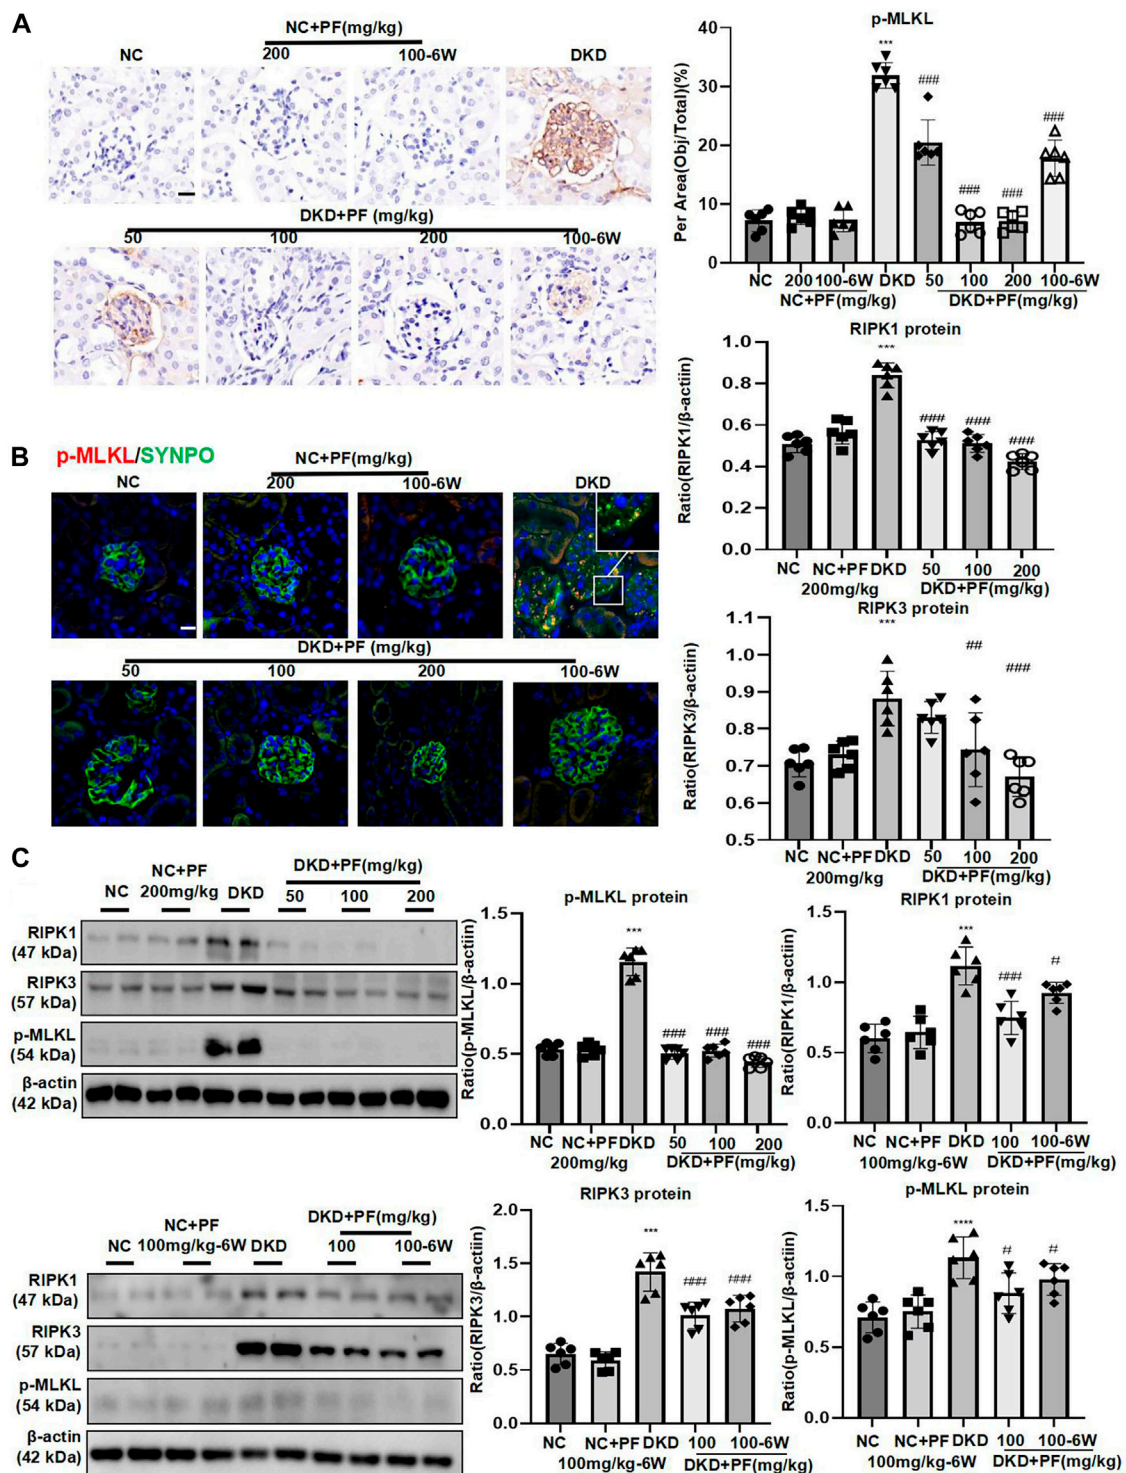 A
NC+PF(mg/kg)
NC 200 100-6W DKD
DKD+PF (mg/kg)
50 100 200 100-6W
p-MLKL
Per Area(Obj/Total)(%)
40
30
20
10
0
***
###
###
###
###
NC 200 100-6W DKD 50 100 200 100-6W
NC+PF(mg/kg) DKD+PF(mg/kg)
RIPK1 protein
Ratio(RIPK1/β-actiin)
1.0
0.8
0.6
0.4
0.2
0.0
***
###
###
###
NC NC+PF DKD 50 100 200
200mg/kg DKD+PF(mg/kg)
B
p-MLKL/SYNPO
NC+PF(mg/kg)
NC 200 100-6W DKD
DKD+PF(mg/kg)
50 100 200 100-6W
RIPK3 protein
Ratio(RIPK3/β-actiin)
1.1
1.0
0.9
0.8
0.7
0.6
0.5
***
##
###
NC NC+PF DKD 50 100 200
200mg/kg DKD+PF(mg/kg)
C
NC+PF DKD+PF(mg/kg)
NC 200mg/kg DKD 50 100 200
RIPK1
(47 kDa)
RIPK3
(57 kDa)
p-MLKL
(54 kDa)
β-actin
(42 kDa)
p-MLKL protein
Ratio(p-MLKL/β-actiin)
1.5
1.0
0.5
0.0
***
###
###
###
NC NC+PF DKD 50 100 200
200mg/kg DKD+PF(mg/kg)
RIPK1 protein
Ratio(RIPK1/β-actiin)
1.5
1.0
0.5
0.0
***
####
#
NC NC+PF DKD 100 100-6W
100mg/kg-6W DKD+PF(mg/kg)
NC+PF DKD+PF(mg/kg)
NC 100mg/kg-6W DKD 100 100-6W
RIPK1
(47 kDa)
RIPK3
(57 kDa)
p-MLKL
(54 kDa)
β-actin
(42 kDa)
RIPK3 protein
Ratio(RIPK3/β-actiin)
2.0
1.5
1.0
0.5
0.0
***
####
####
NC NC+PF DKD 100 100-6W
100mg/kg-6W DKD+PF(mg/kg)
p-MLKL protein
Ratio(p-MLKL/β-actiin)
1.5
1.0
0.5
0.0
****
#
#
NC NC+PF DKD 100 100-6W
100mg/kg-6W DKD+PF(mg/kg)